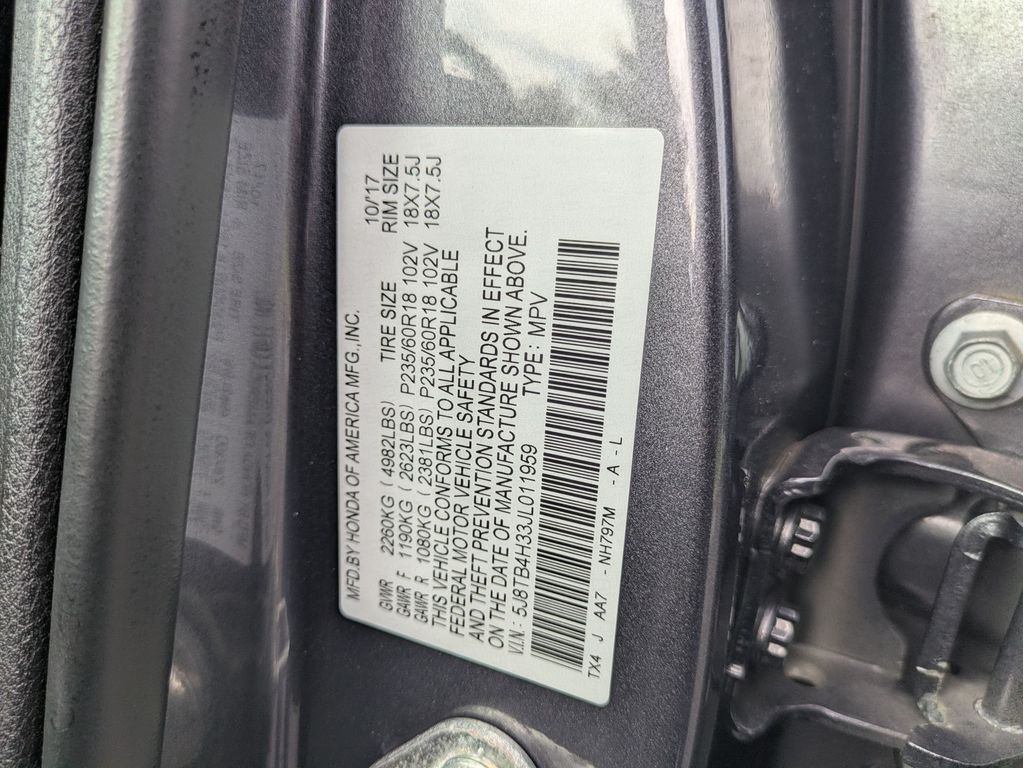 MFD.BY HONDA OF AMERICA MFG.,INC. 10/'17
GVWR 2260KG ( 4982LBS) TIRE SIZE RIM SIZE
GAWR F 1190KG ( 2623LBS) P235/60R18 102V 18X7.5J
GAWR R 1080KG ( 2381LBS) P235/60R18 102V 18X7.5J
THIS VEHICLE CONFORMS TO ALL APPLICABLE
FEDERAL MOTOR VEHICLE SAFETY
AND THEFT PREVENTION STANDARDS IN EFFECT
ON THE DATE OF MANUFACTURE SHOWN ABOVE.
V.I.N. : 5J8TB4H33JL011959 TYPE: MPV
TX4 J AA7 - NH797M - A - L